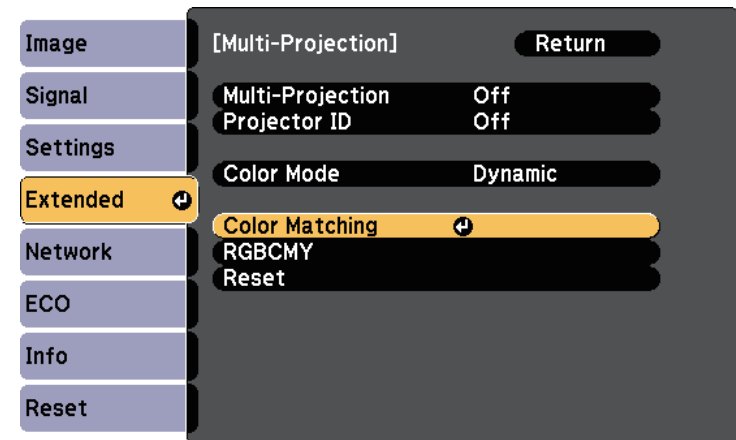 Image
Signal
Settings
Extended
Network
ECO
Info
Reset
[Multi-Projection] Return
Multi-Projection Off
Projector ID Off
Color Mode Dynamic
Color Matching
RGBCMY
Reset